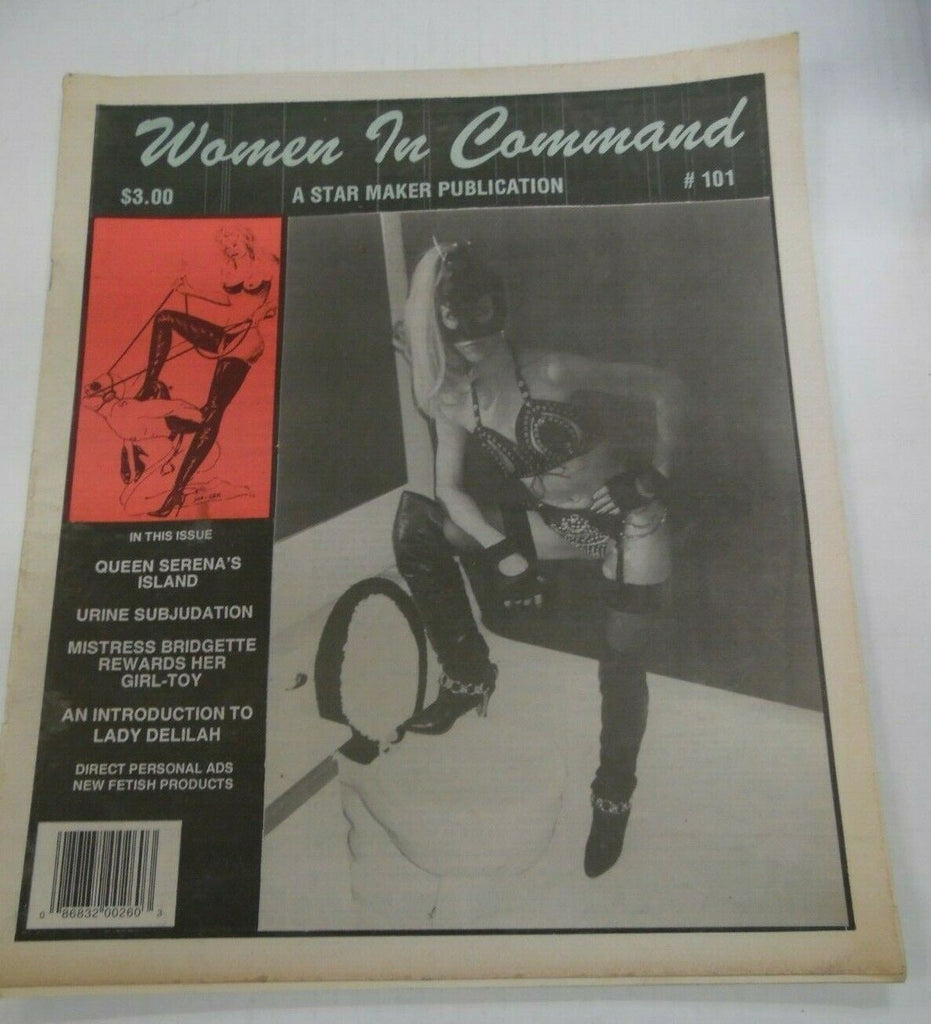 Women In Command
$3.00
A STAR MAKER PUBLICATION
# 101
IN THIS ISSUE
QUEEN SERENA'S
ISLAND
URINE SUBJUDATION
MISTRESS BRIDGETTE
REWARDS HER
GIRL-TOY
AN INTRODUCTION TO
LADY DELILAH
DIRECT PERSONAL ADS
NEW FETISH PRODUCTS
0 86832 00260 3